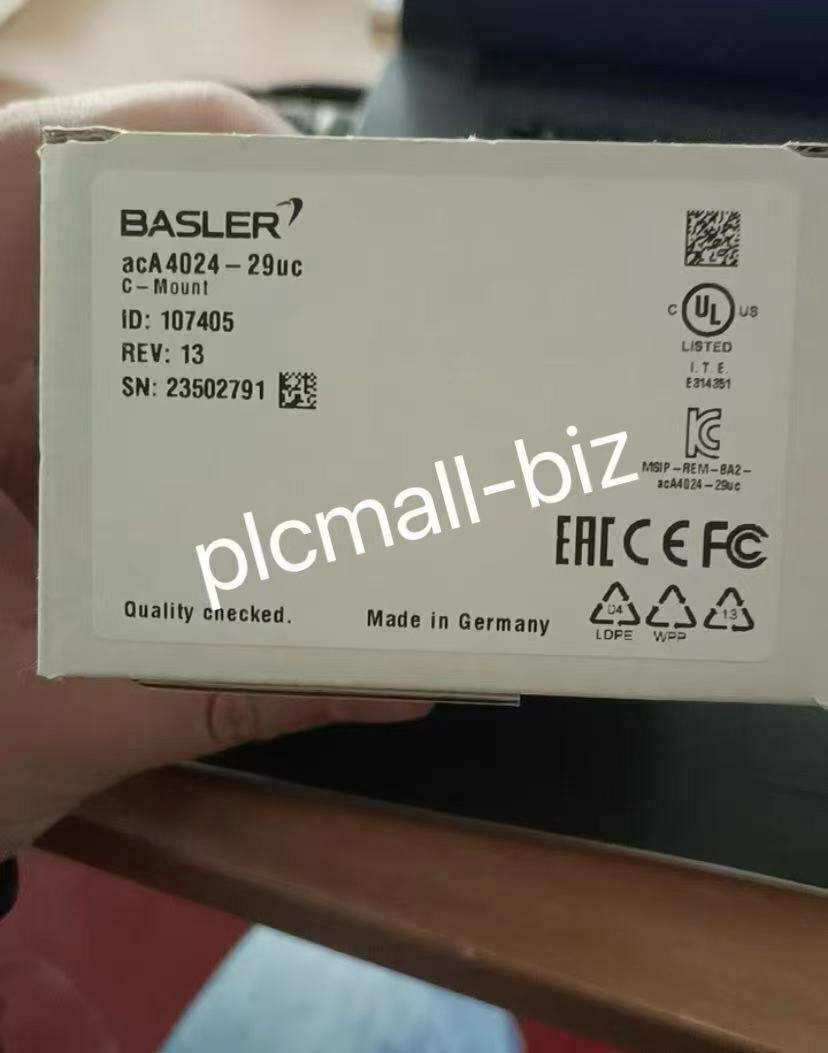 BASLER
acA4024-29uc
C-Mount
ID: 107405
REV: 13
SN: 23502791
C UL US
LISTED
I.T.E.
E314351
KC
MSIP-REM-BA2-
acA4024-29uc
plcmall-biz
EAC CE FC
Quality checked.
Made in Germany
04
13
LDPE
WPP